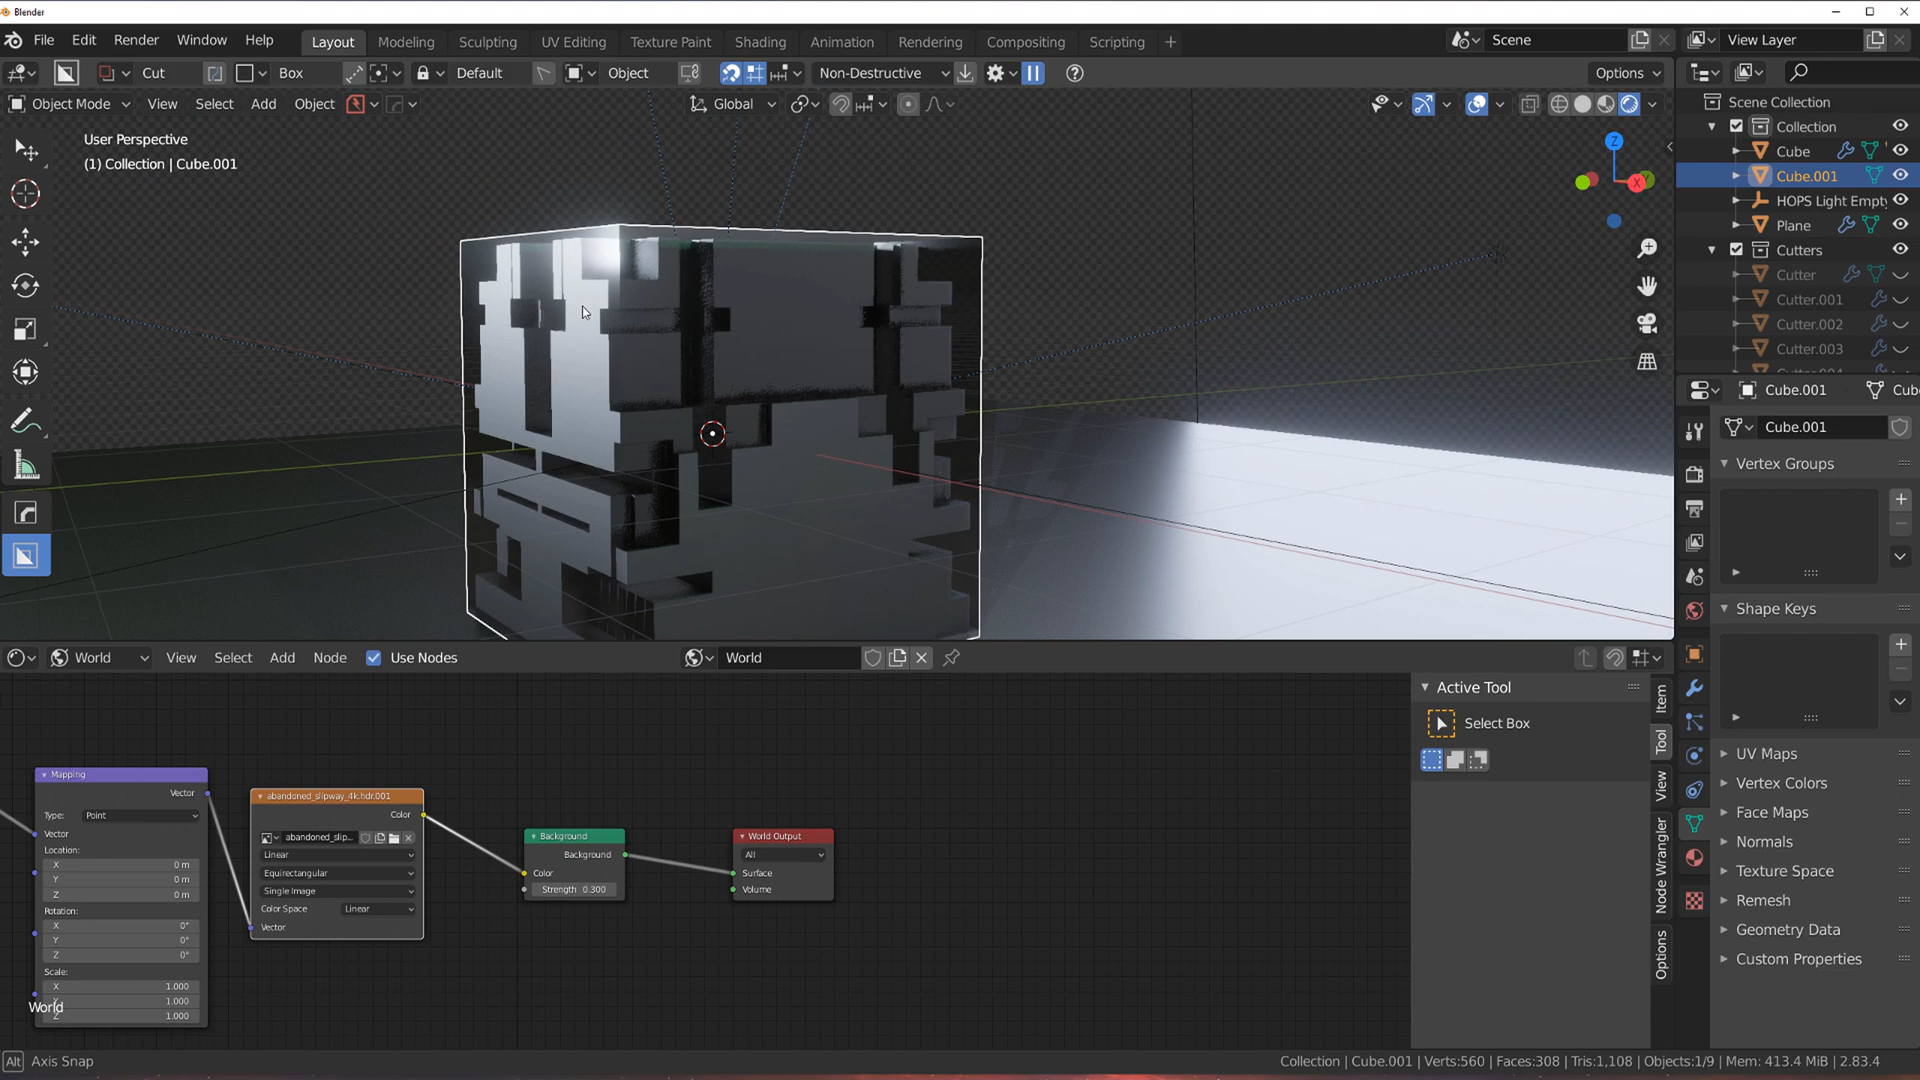 Blender
File Edit Render Window Help Layout Modeling Sculpting UV Editing Texture Paint Shading Animation Rendering Compositing Scripting + Scene View Layer
Cut Box Default Object Non-Destructive Options
Object Mode View Select Add Object Global
User Perspective
(1) Collection | Cube.001
Z
X
Scene Collection
Collection
Cube
Cube.001
HOPS Light Empty
Plane
Cutters
Cutter
Cutter.001
Cutter.002
Cutter.003
Cube.001 Cube
Cube.001
Vertex Groups
Shape Keys
UV Maps
Vertex Colors
Face Maps
Normals
Texture Space
Remesh
Geometry Data
Custom Properties
World View Select Add Node Use Nodes World
Active Tool
Select Box
Item
Tool
View
Node Wrangler
Options
Mapping
Vector
Type: Point
Vector
Location:
X 0 m
Y 0 m
Z 0 m
Rotation:
X 0°
Y 0°
Z 0°
Scale:
X 1.000
Y 1.000
Z 1.000
World
abandoned_slipway_4k.hdr.001
Color
abandoned_slip...
Linear
Equirectangular
Single Image
Color Space Linear
Vector
Background
Background
Color
Strength 0.300
World Output
All
Surface
Volume
Alt Axis Snap
Collection | Cube.001 | Verts:560 | Faces:308 | Tris:1,108 | Objects:1/9 | Mem: 413.4 MiB | 2.83.4